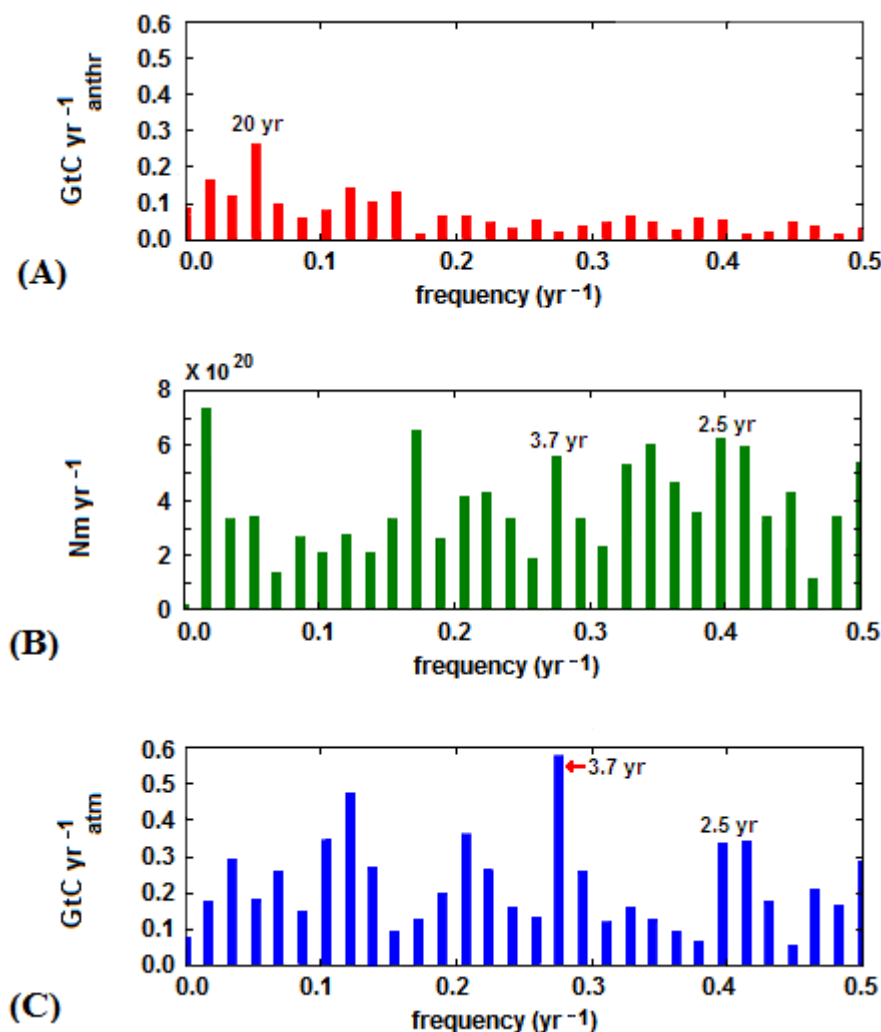 0.6
0.5
0.4
0.3
0.2
0.1
0.0
GtC yr⁻¹ anthr
20 yr
0.0 0.1 0.2 0.3 0.4 0.5
frequency (yr⁻¹)
(A)
X 10²⁰
8
6
4
2
0
Nm yr⁻¹
3.7 yr
2.5 yr
0.0 0.1 0.2 0.3 0.4 0.5
frequency (yr⁻¹)
(B)
0.6
0.5
0.4
0.3
0.2
0.1
0.0
GtC yr⁻¹ atm
3.7 yr
2.5 yr
0.0 0.1 0.2 0.3 0.4 0.5
frequency (yr⁻¹)
(C)